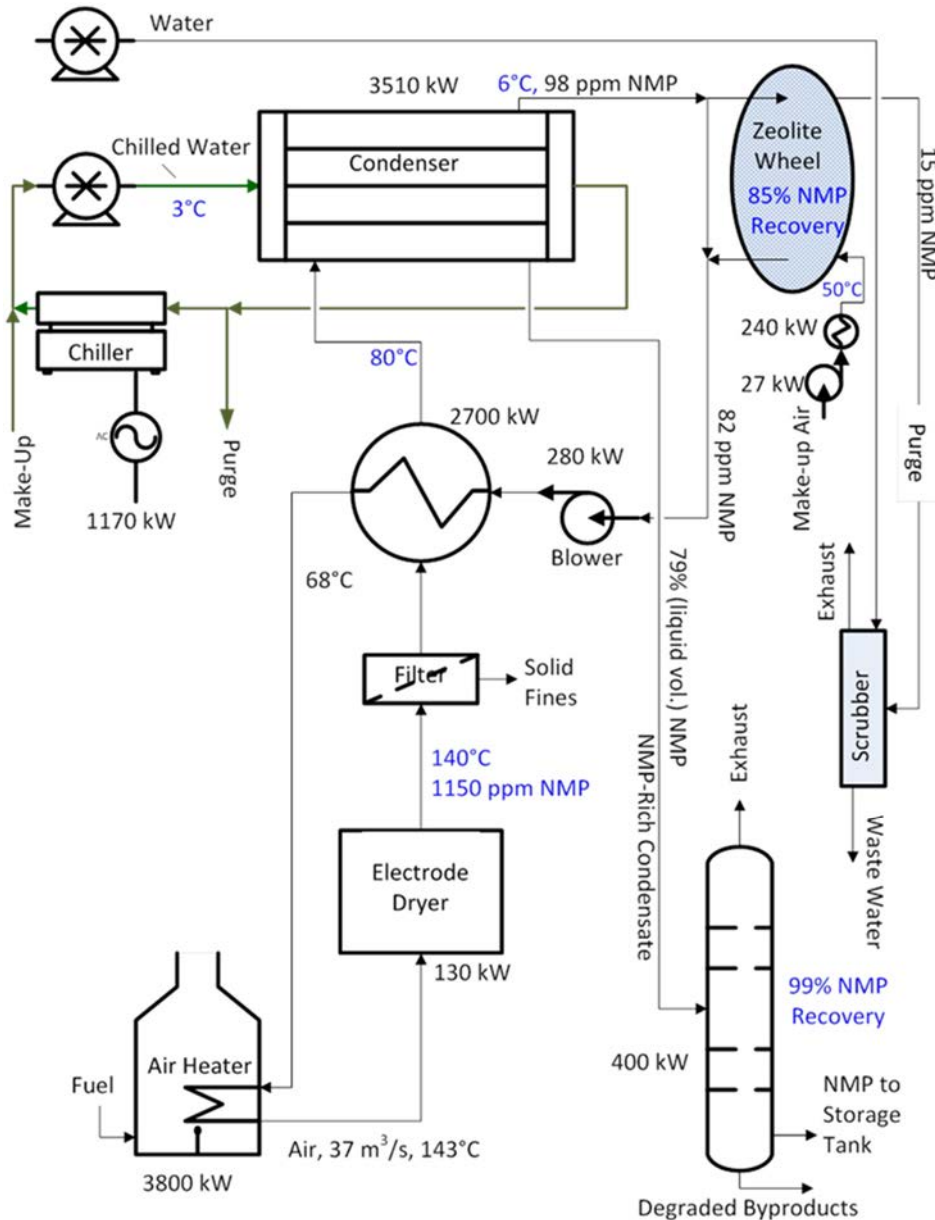 Water
3510 kW
6°C, 98 ppm NMP
Chilled Water
Condenser
3°C
Zeolite
Wheel
85% NMP
Recovery
15 ppm NMP
50°C
240 kW
27 kW
Make-up Air
Chiller
80°C
2700 kW
AC
Make-Up
Purge
1170 kW
280 kW
Blower
82 ppm NMP
Purge
68°C
Filter
Solid
Fines
79% (liquid vol.) NMP
NMP-Rich Condensate
Exhaust
Scrubber
Waste Water
140°C
1150 ppm NMP
Exhaust
Electrode
Dryer
130 kW
99% NMP
Recovery
400 kW
Air Heater
Fuel
NMP to
Storage
Tank
Air, 37 m³/s, 143°C
3800 kW
Degraded Byproducts